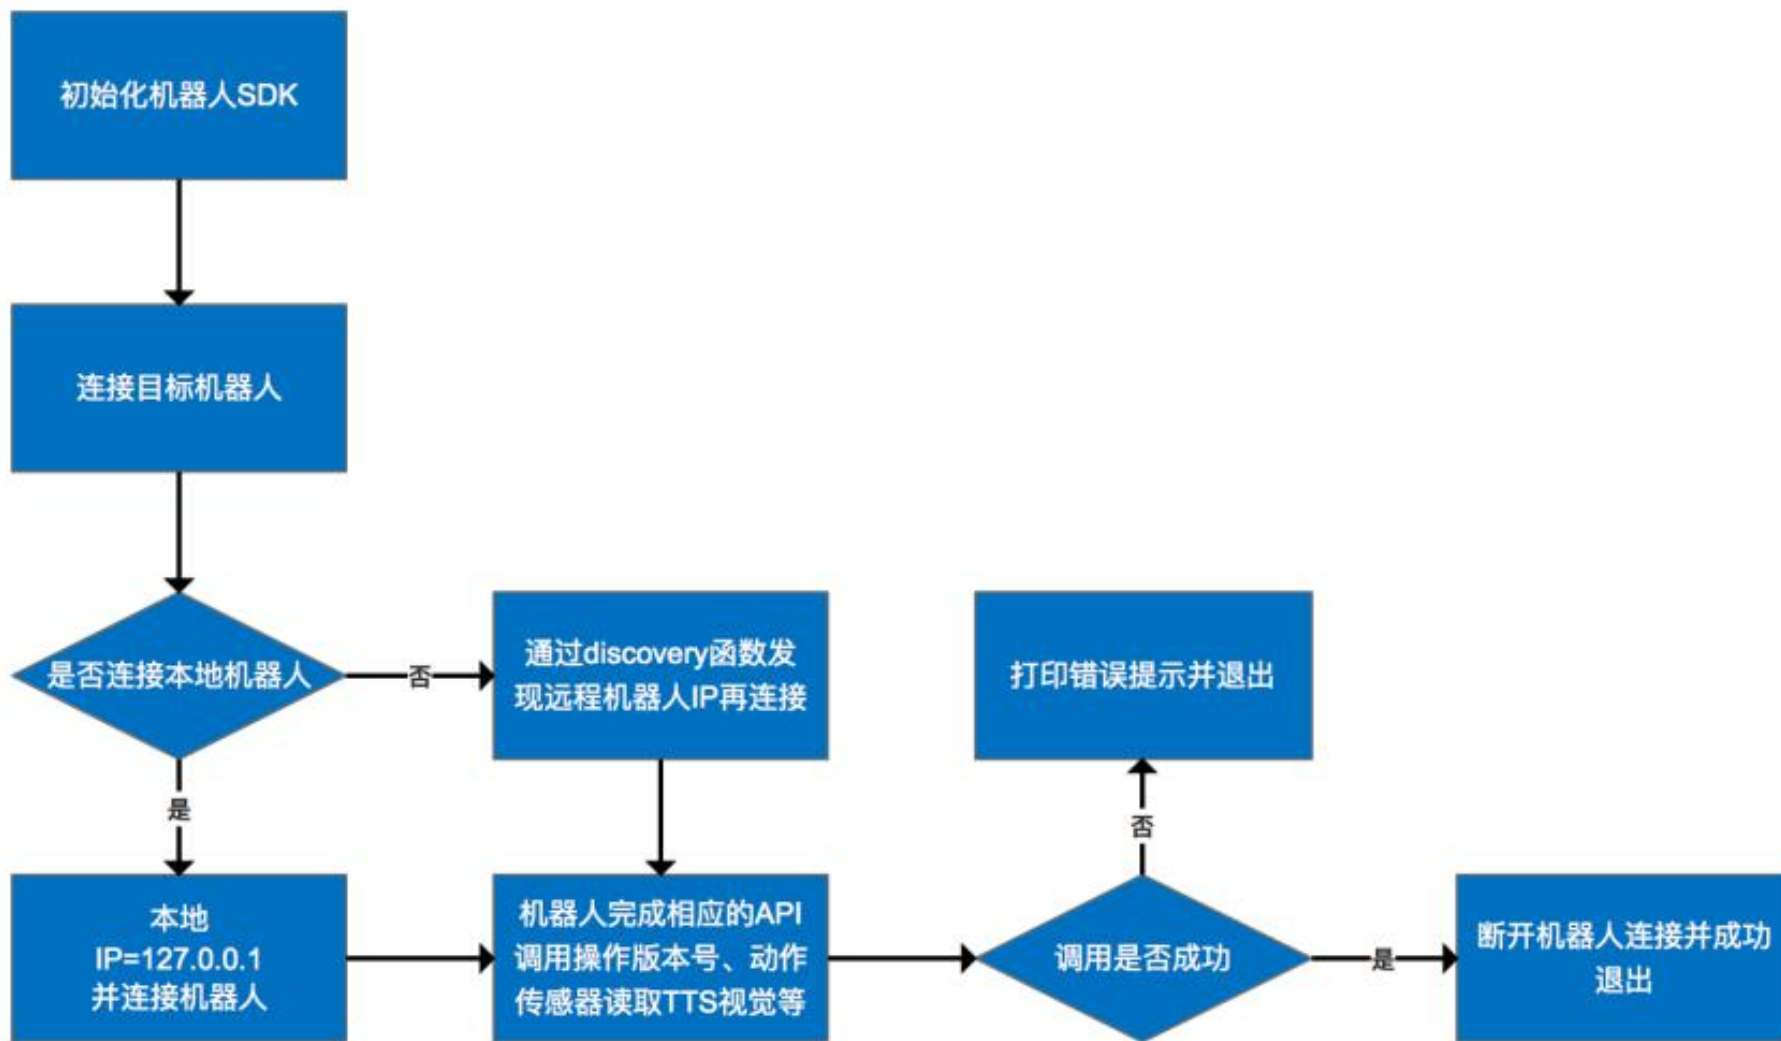 初始化机器人SDK
连接目标机器人
是否连接本地机器人
否
通过discovery函数发
现远程机器人IP再连接
打印错误提示并退出
是
否
本地
IP=127.0.0.1
并连接机器人
机器人完成相应的API
调用操作版本号、动作
传感器读取TTS视觉等
调用是否成功
是
断开机器人连接并成功
退出